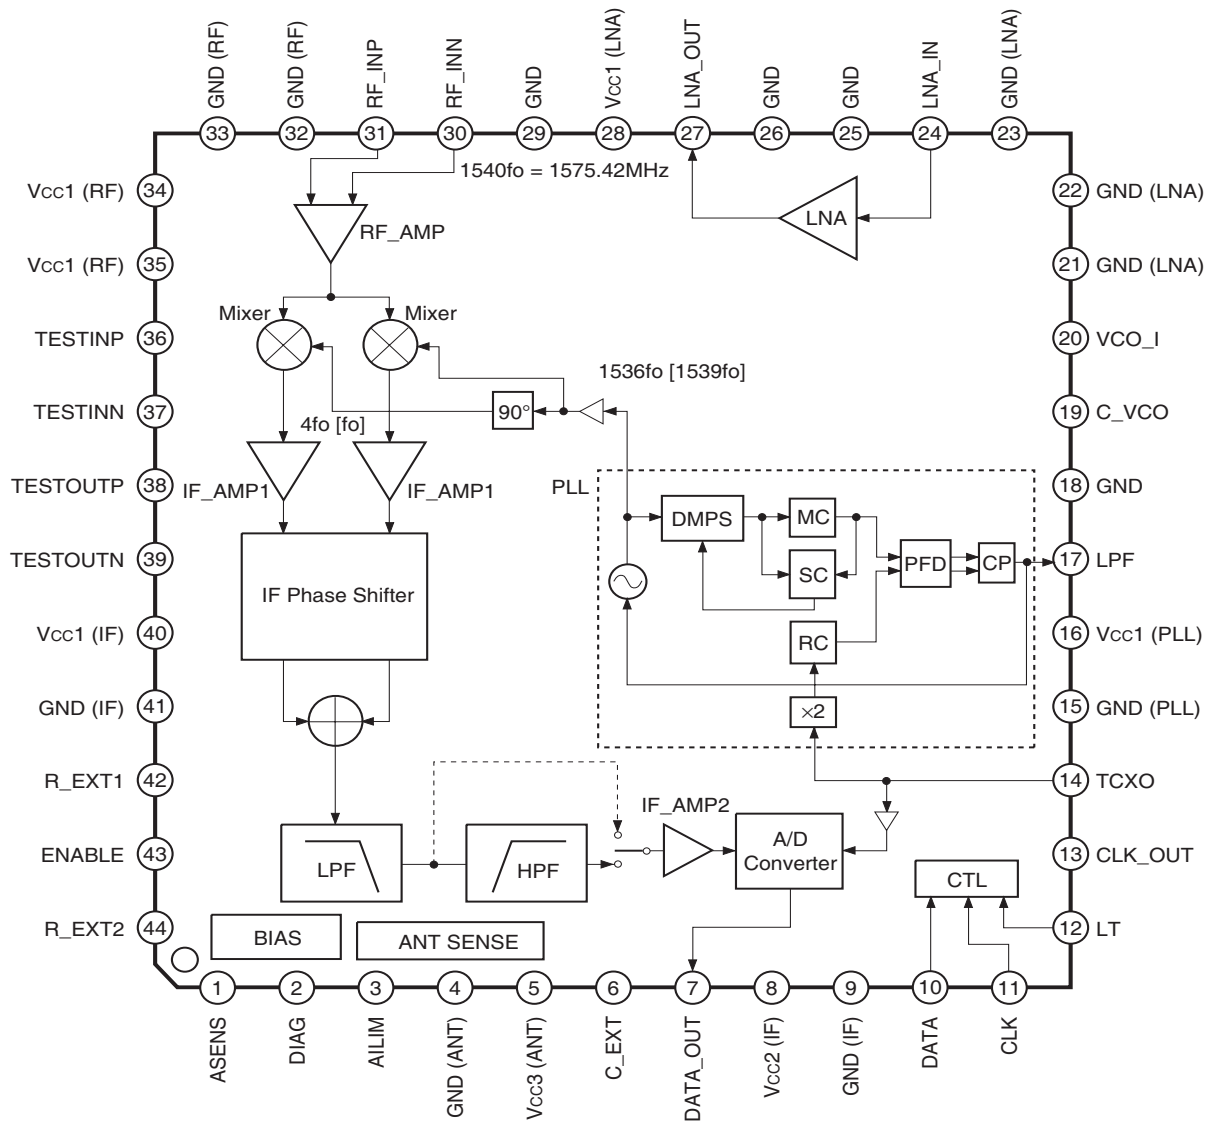 GND (RF)
GND (RF)
RF_INP
RF_INN
GND
Vcc1 (LNA)
LNA_OUT
GND
GND
LNA_IN
GND (LNA)
33
32
31
30
29
28
27
26
25
24
23
1540fo = 1575.42MHz
Vcc1 (RF)
34
22
GND (LNA)
LNA
RF_AMP
Vcc1 (RF)
35
21
GND (LNA)
Mixer
Mixer
TESTINP
36
20
VCO_I
1536fo [1539fo]
TESTINN
37
90°
19
C_VCO
4fo [fo]
TESTOUTP
38
IF_AMP1
IF_AMP1
PLL
18
GND
DMPS
MC
TESTOUTN
39
17
LPF
PFD
CP
SC
IF Phase Shifter
Vcc1 (IF)
40
RC
16
Vcc1 (PLL)
GND (IF)
41
×2
15
GND (PLL)
R_EXT1
42
14
TCXO
IF_AMP2
A/D
Converter
ENABLE
43
LPF
HPF
13
CLK_OUT
CTL
R_EXT2
44
BIAS
ANT SENSE
12
LT
1
2
3
4
5
6
7
8
9
10
11
ASENS
DIAG
AILIM
GND (ANT)
Vcc3 (ANT)
C_EXT
DATA_OUT
Vcc2 (IF)
GND (IF)
DATA
CLK